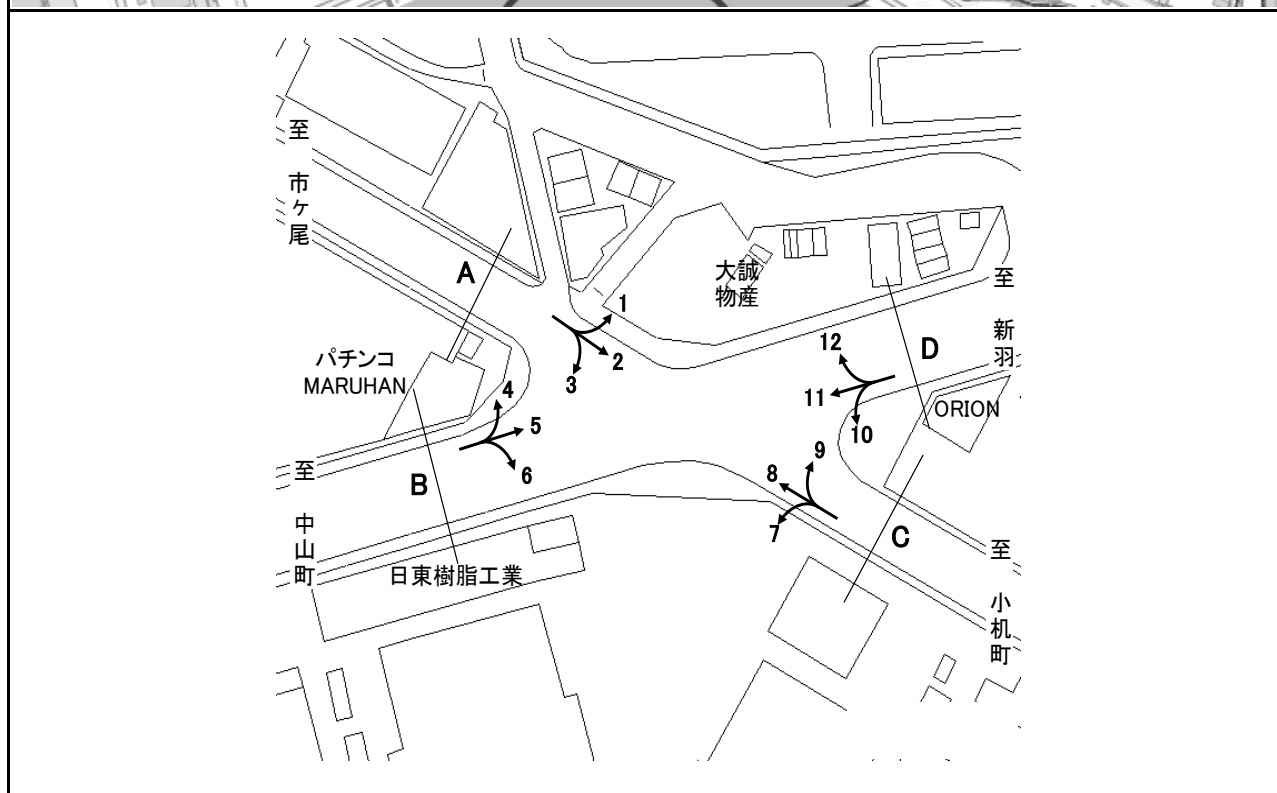 至
市
ヶ
尾
A
1
2
3
大誠
物産
至
新
羽
12
D
11
10
パチンコ
MARUHAN
4
5
6
ORION
9
8
7
至
中
山
町
B
C
至
小
机
町
日東樹脂工業